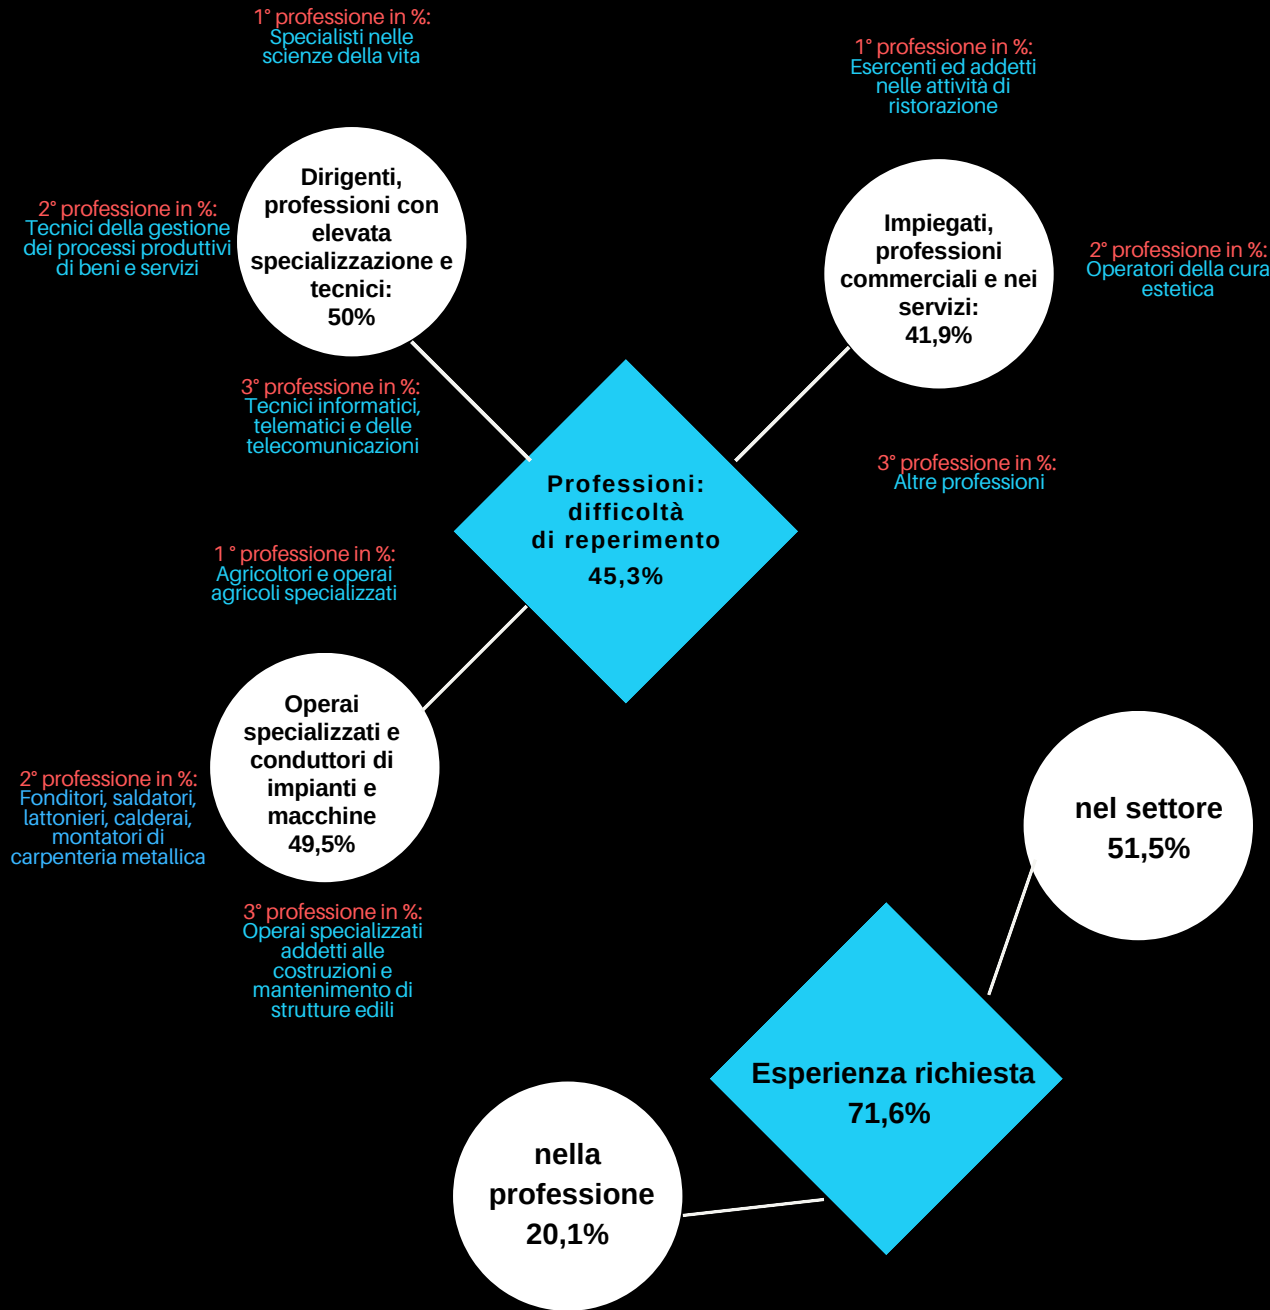 1° professione in %:
Specialisti nelle
scienze della vita
1° professione in %:
Esercenti ed addetti
nelle attività di
ristorazione
Dirigenti,
professioni con
elevata
specializzazione e
tecnici:
50%
2° professione in %:
Tecnici della gestione
dei processi produttivi
di beni e servizi
Impiegati,
professioni
commerciali e nei
servizi:
41,9%
2° professione in %:
Operatori della cura
estetica
3° professione in %:
Tecnici informatici,
telematici e delle
telecomunicazioni
3° professione in %:
Altre professioni
Professioni:
difficoltà
di reperimento
45,3%
1 ° professione in %:
Agricoltori e operai
agricoli specializzati
Operai
specializzati e
conduttori di
impianti e
macchine
49,5%
2° professione in %:
Fonditori, saldatori,
lattonieri, calderai,
montatori di
carpenteria metallica
3° professione in %:
Operai specializzati
addetti alle
costruzioni e
mantenimento di
strutture edili
nel settore
51,5%
Esperienza richiesta
71,6%
nella
professione
20,1%